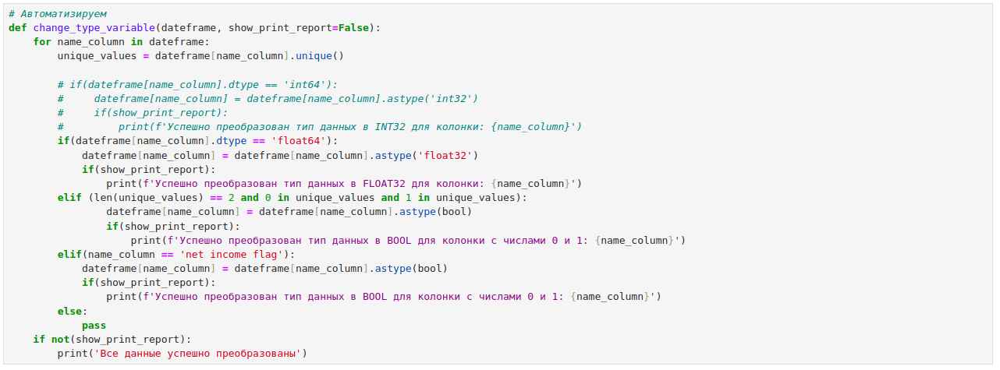 # Автоматизируем
def change_type_variable(dateframe, show_print_report=False):
    for name_column in dateframe:
        unique_values = dateframe[name_column].unique()

        # if(dateframe[name_column].dtype == 'int64'):
        #     dateframe[name_column] = dateframe[name_column].astype('int32')
        #     if(show_print_report):
        #         print(f'Успешно преобразован тип данных в INT32 для колонки: {name_column}')
        if(dateframe[name_column].dtype == 'float64'):
            dateframe[name_column] = dateframe[name_column].astype('float32')
            if(show_print_report):
                print(f'Успешно преобразован тип данных в FLOAT32 для колонки: {name_column}')
        elif (len(unique_values) == 2 and 0 in unique_values and 1 in unique_values):
                dateframe[name_column] = dateframe[name_column].astype(bool)
                if(show_print_report):
                    print(f'Успешно преобразован тип данных в BOOL для колонки с числами 0 и 1: {name_column}')
        elif(name_column == 'net income flag'):
            dateframe[name_column] = dateframe[name_column].astype(bool)
            if(show_print_report):
                print(f'Успешно преобразован тип данных в BOOL для колонки с числами 0 и 1: {name_column}')
        else:
            pass
    if not(show_print_report):
        print('Все данные успешно преобразованы')